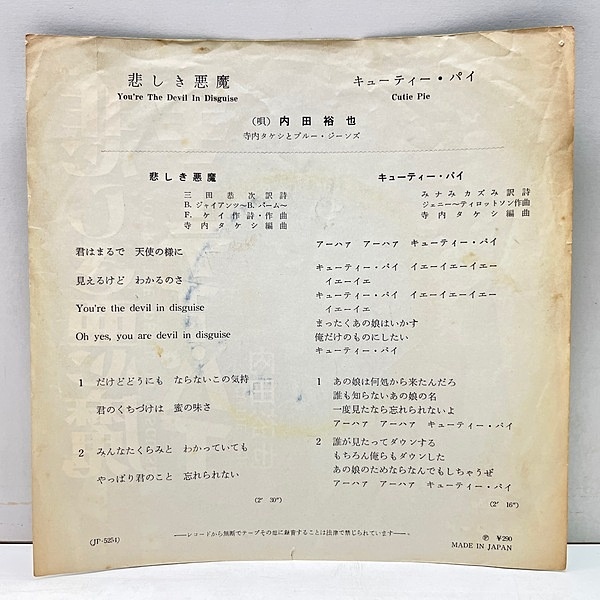 悲しき悪魔
You're The Devil In Disguise
キューティー・パイ
Cutie Pie
(唄) 内田裕也
寺内タケシとブルー・ジーンズ
悲しき悪魔
三田恭次訳詩
B. ジャイアンツ〜B. バーム〜
F. ケイ作詩・作曲
寺内タケシ編曲
君はまるで 天使の様に
見えるけど わかるのさ
You're the devil in disguise
Oh yes, you are devil in disguise
1 だけどどうにも ならないこの気持
君のくちづけは 蜜の味さ
2 みんなたくらみと わかっていても
やっぱり君のこと 忘れられない
(2' 30")
キューティー・パイ
みナみカズみ訳詩
ジェニー〜ティロットソン作曲
寺内タケシ編曲
アーハァ アーハァ キューティー・パイ
キューティー・パイ イエーイエーイエー
イエーイエ
キューティー・パイ イエーイエーイエー
イエーイエ
まったくあの娘はいかす
俺だけのものにしたい
キューティー・パイ
1 あの娘は何処から来たんだろ
誰も知らないあの娘の名
一度見たなら忘れられないよ
アーハァ アーハァ キューティー・パイ
2 誰が見たってダウンする
もちろん俺らもダウンした
あの娘のためならなんでもしちゃうぜ
アーハァ アーハァ キューティー・パイ
(2' 16")
(JP-5254)
――レコードから無断でテープその他に録音することは法律で禁じられています――。
Ⓟ ¥290
MADE IN JAPAN